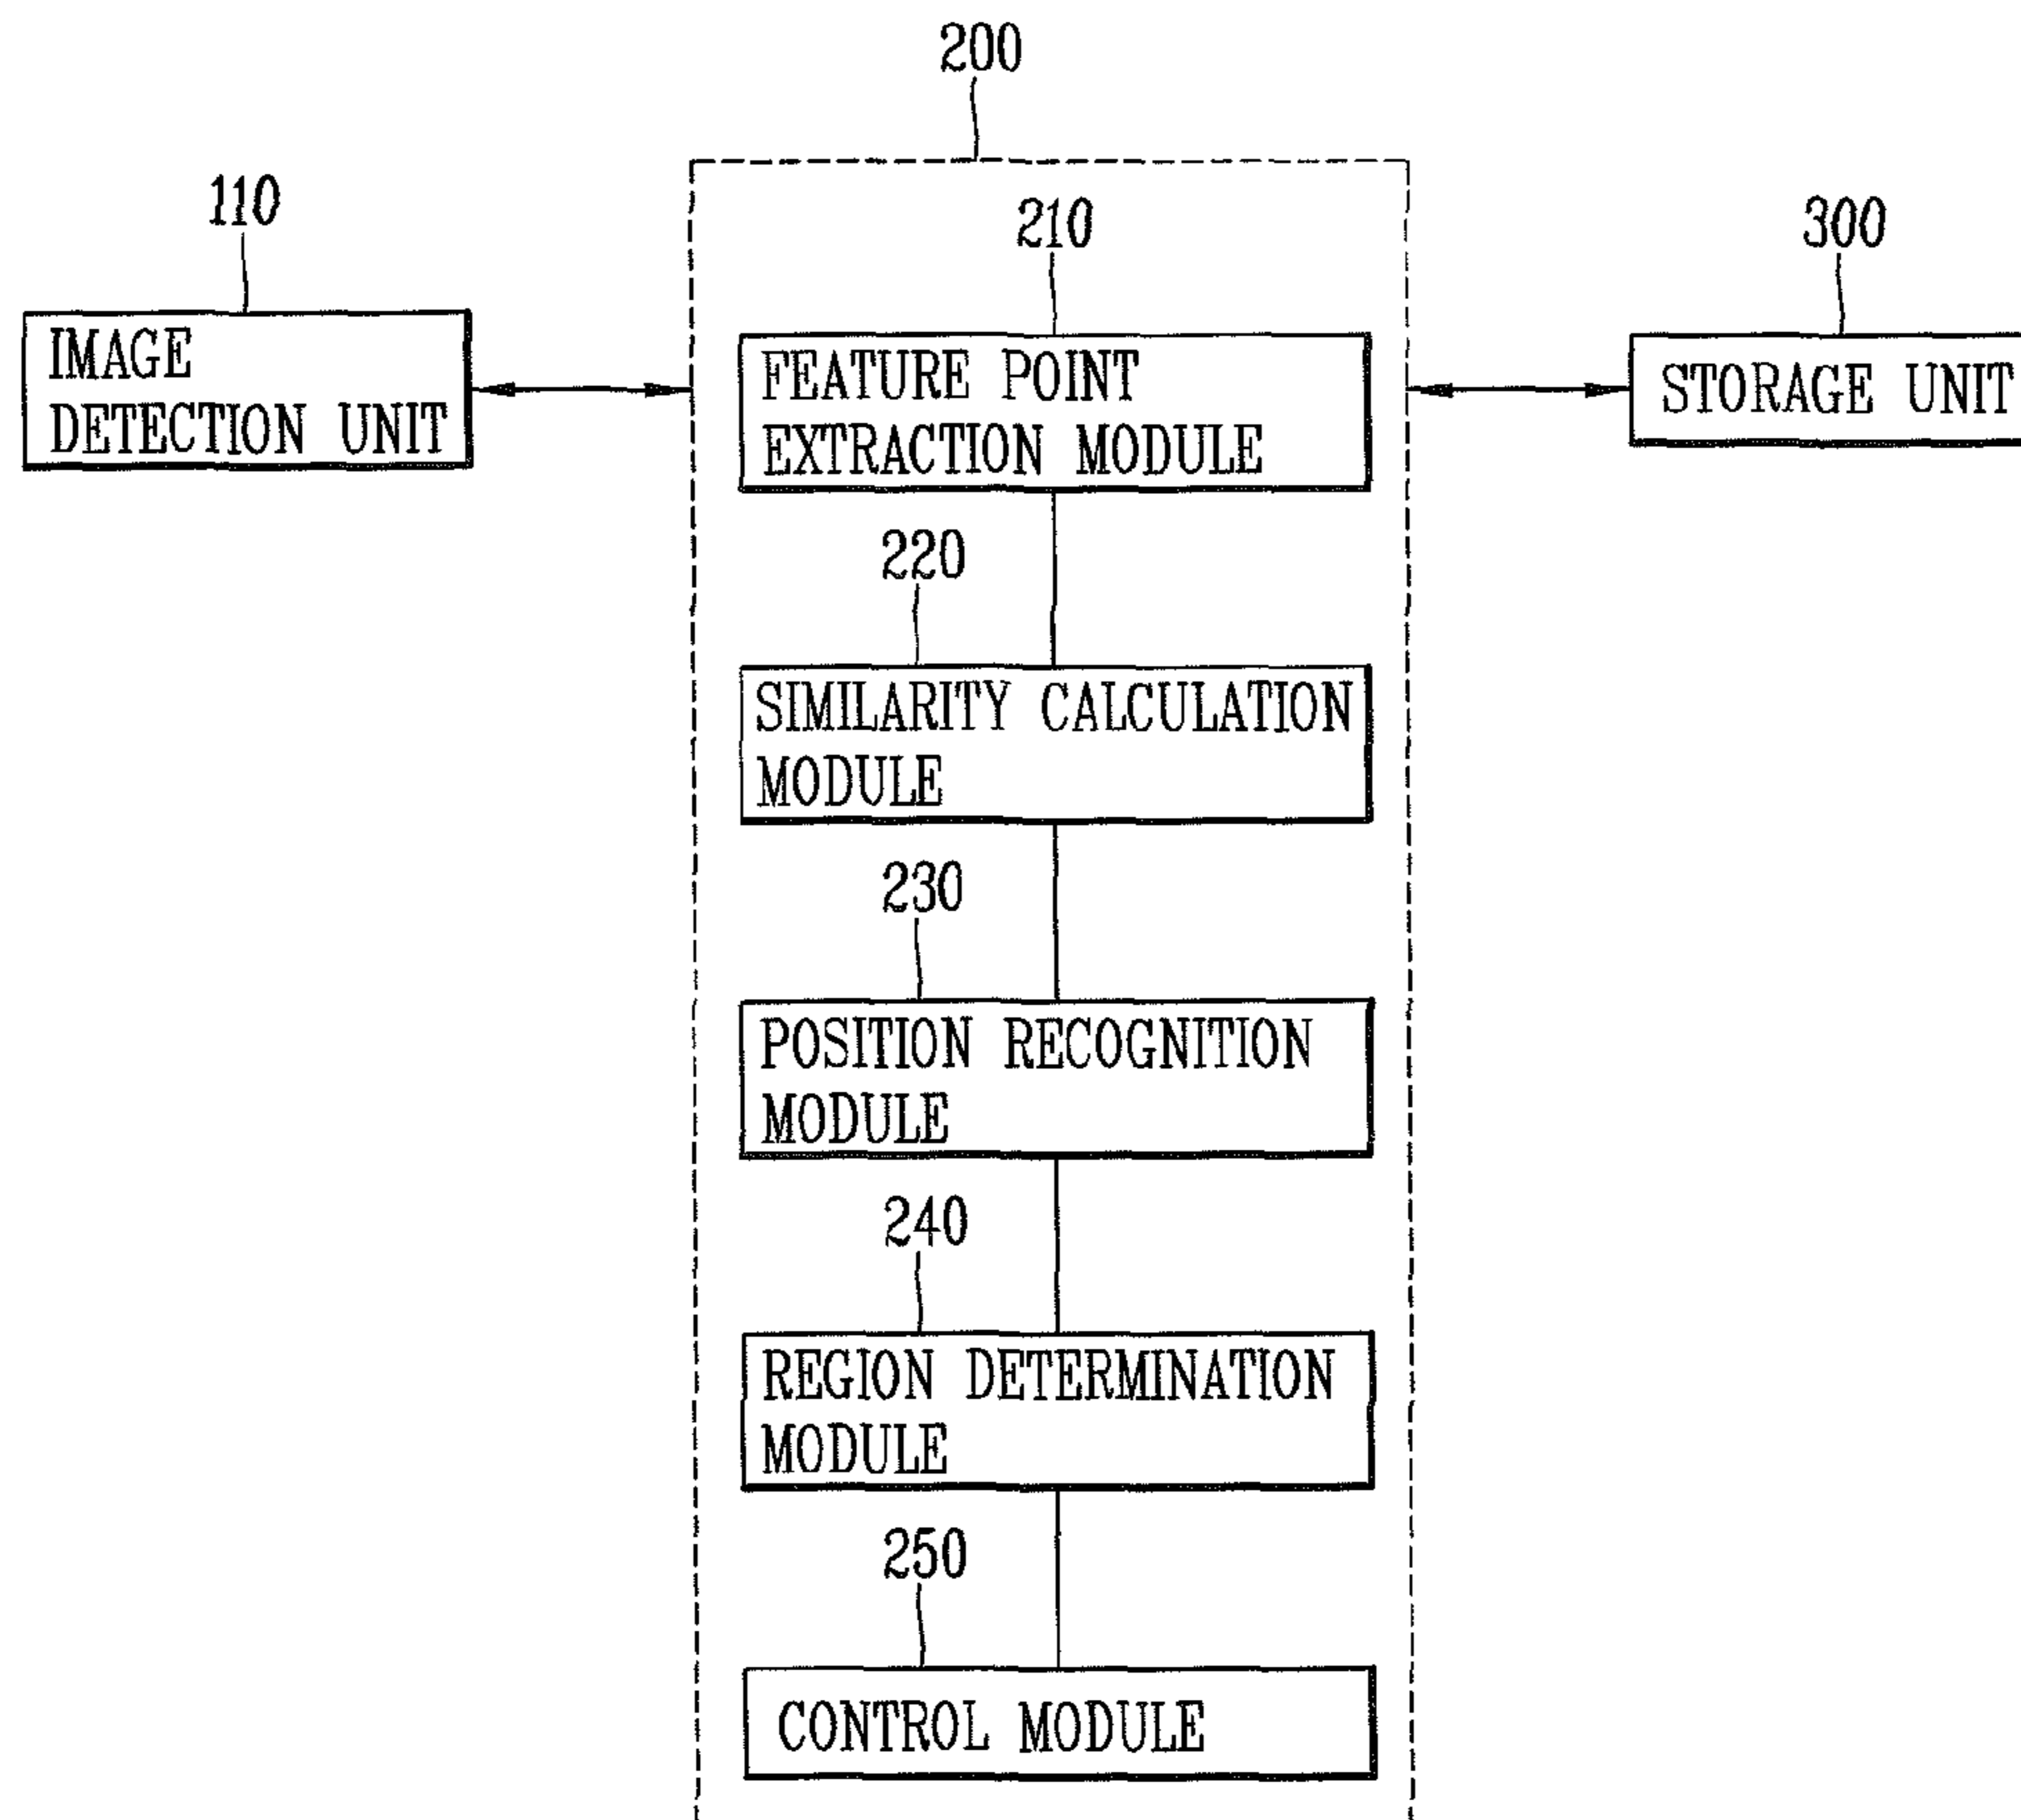 200
110
210
300
IMAGE
DETECTION UNIT
FEATURE POINT
EXTRACTION MODULE
STORAGE UNIT
220
SIMILARITY CALCULATION
MODULE
230
POSITION RECOGNITION
MODULE
240
REGION DETERMINATION
MODULE
250
CONTROL MODULE